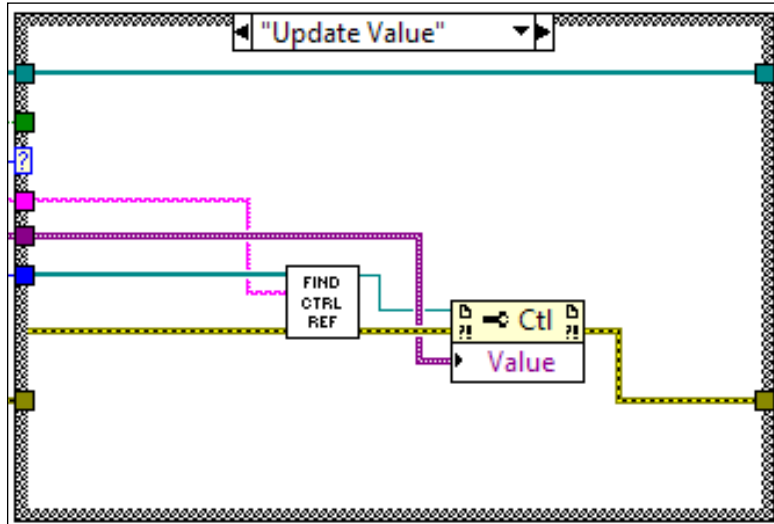 "Update Value"
?
FIND
CTRL
REF
Ctl
?!
?!
Value